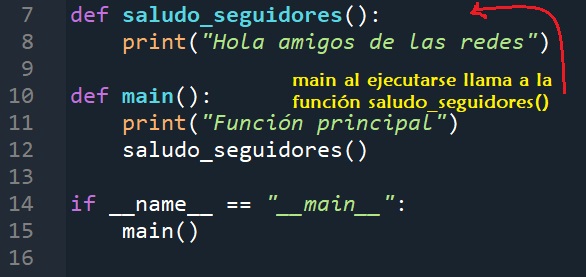 7 def saludo_seguidores():
8     print("Hola amigos de las redes")
9
main al ejecutarse llama a la
función saludo_seguidores()
10 def main():
11     print("Función principal")
12     saludo_seguidores()
13
14 if __name__ == "__main__":
15     main()
16